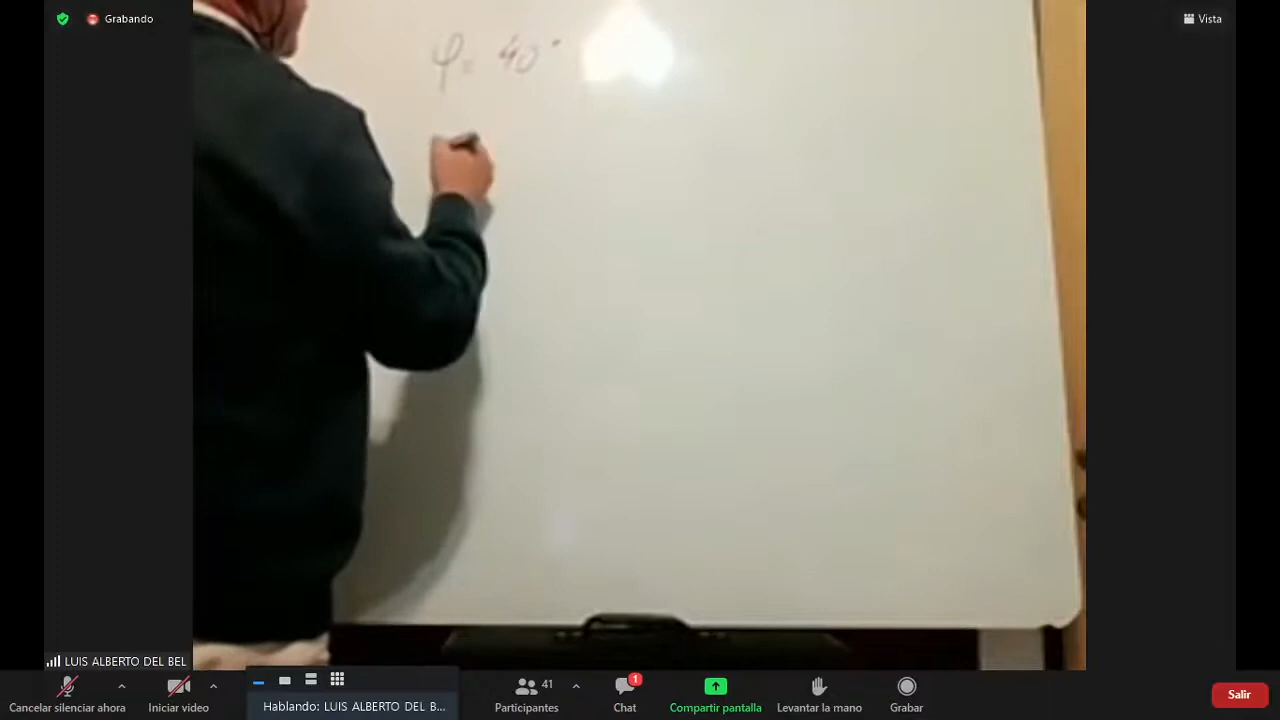 Grabando
Vista
φ = 40°
LUIS ALBERTO DEL BEL
Hablando: LUIS ALBERTO DEL B...
Cancelar silenciar ahora
Iniciar video
41
Participantes
1
Chat
Compartir pantalla
Levantar la mano
Grabar
Salir